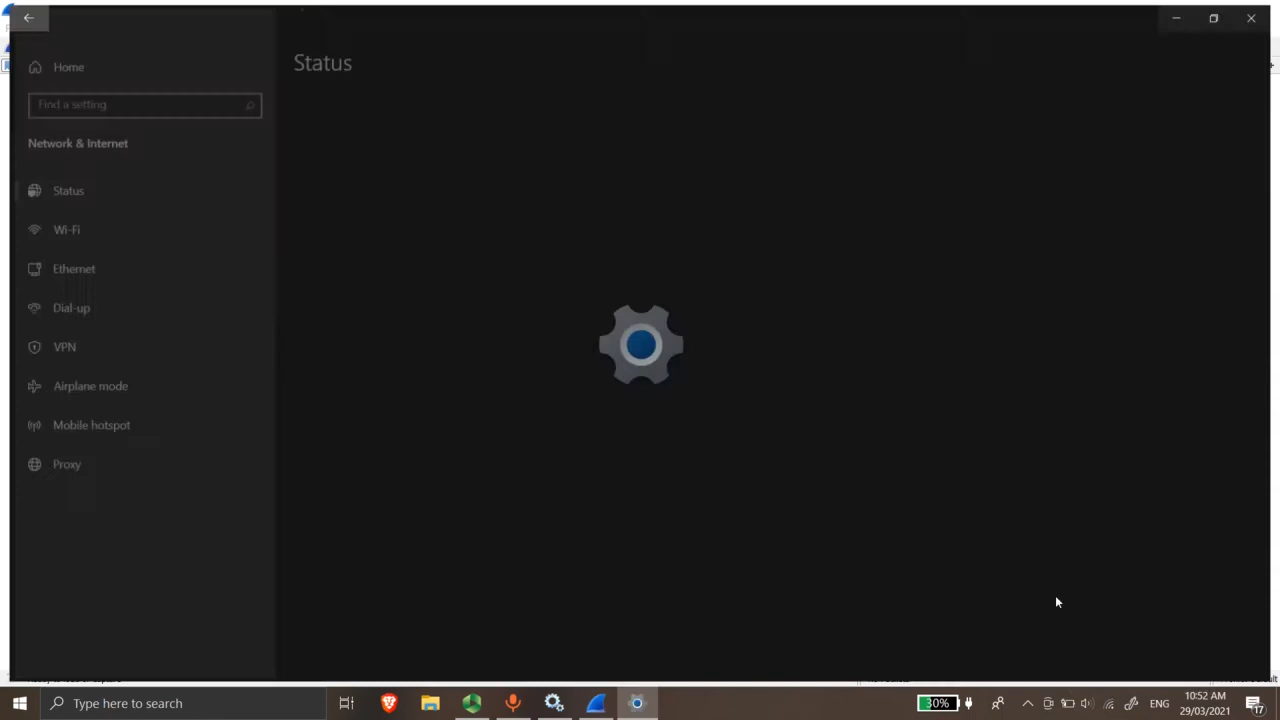 Home
Status
Find a setting
Network & Internet
Status
Wi-Fi
Ethernet
Dial-up
VPN
Airplane mode
Mobile hotspot
Proxy
Type here to search
30%
ENG
10:52 AM
29/03/2021
17